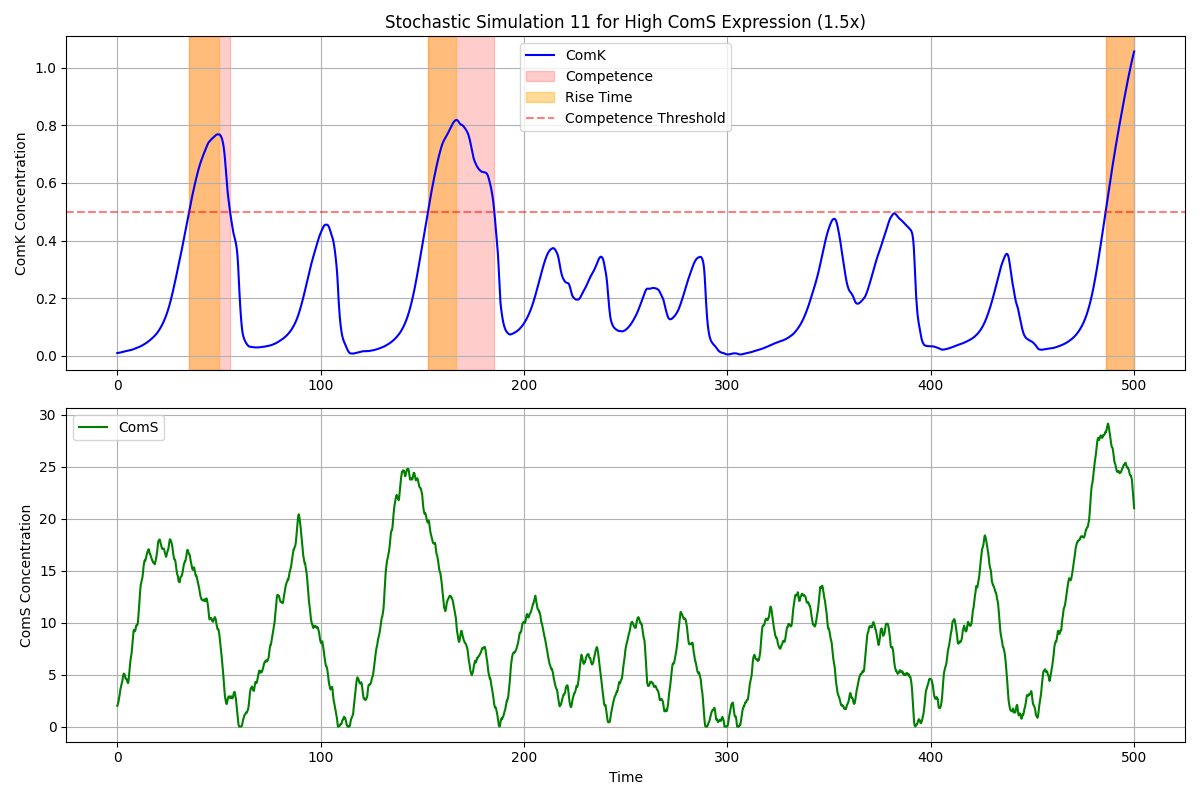 Stochastic Simulation 11 for High ComS Expression (1.5x)
ComK Concentration
1.0
0.8
0.6
0.4
0.2
0.0
ComK
Competence
Rise Time
Competence Threshold
0 100 200 300 400 500
ComS Concentration
30
25
20
15
10
5
0
ComS
0 100 200 300 400 500
Time